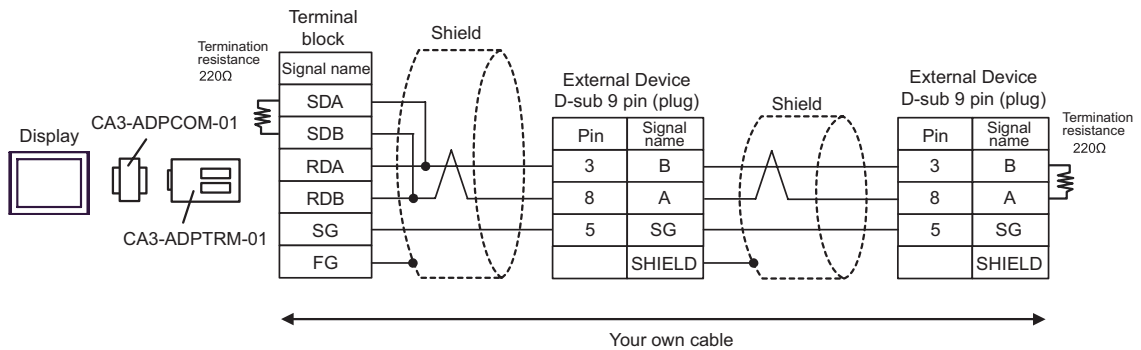 Display
CA3-ADPCOM-01
CA3-ADPTRM-01
Termination
resistance
220Ω
Terminal
block
Signal name
SDA
SDB
RDA
RDB
SG
FG
Shield
External Device
D-sub 9 pin (plug)
Pin
Signal
name
3
B
8
A
5
SG
SHIELD
Shield
External Device
D-sub 9 pin (plug)
Pin
Signal
name
3
B
8
A
5
SG
SHIELD
Termination
resistance
220Ω
Your own cable